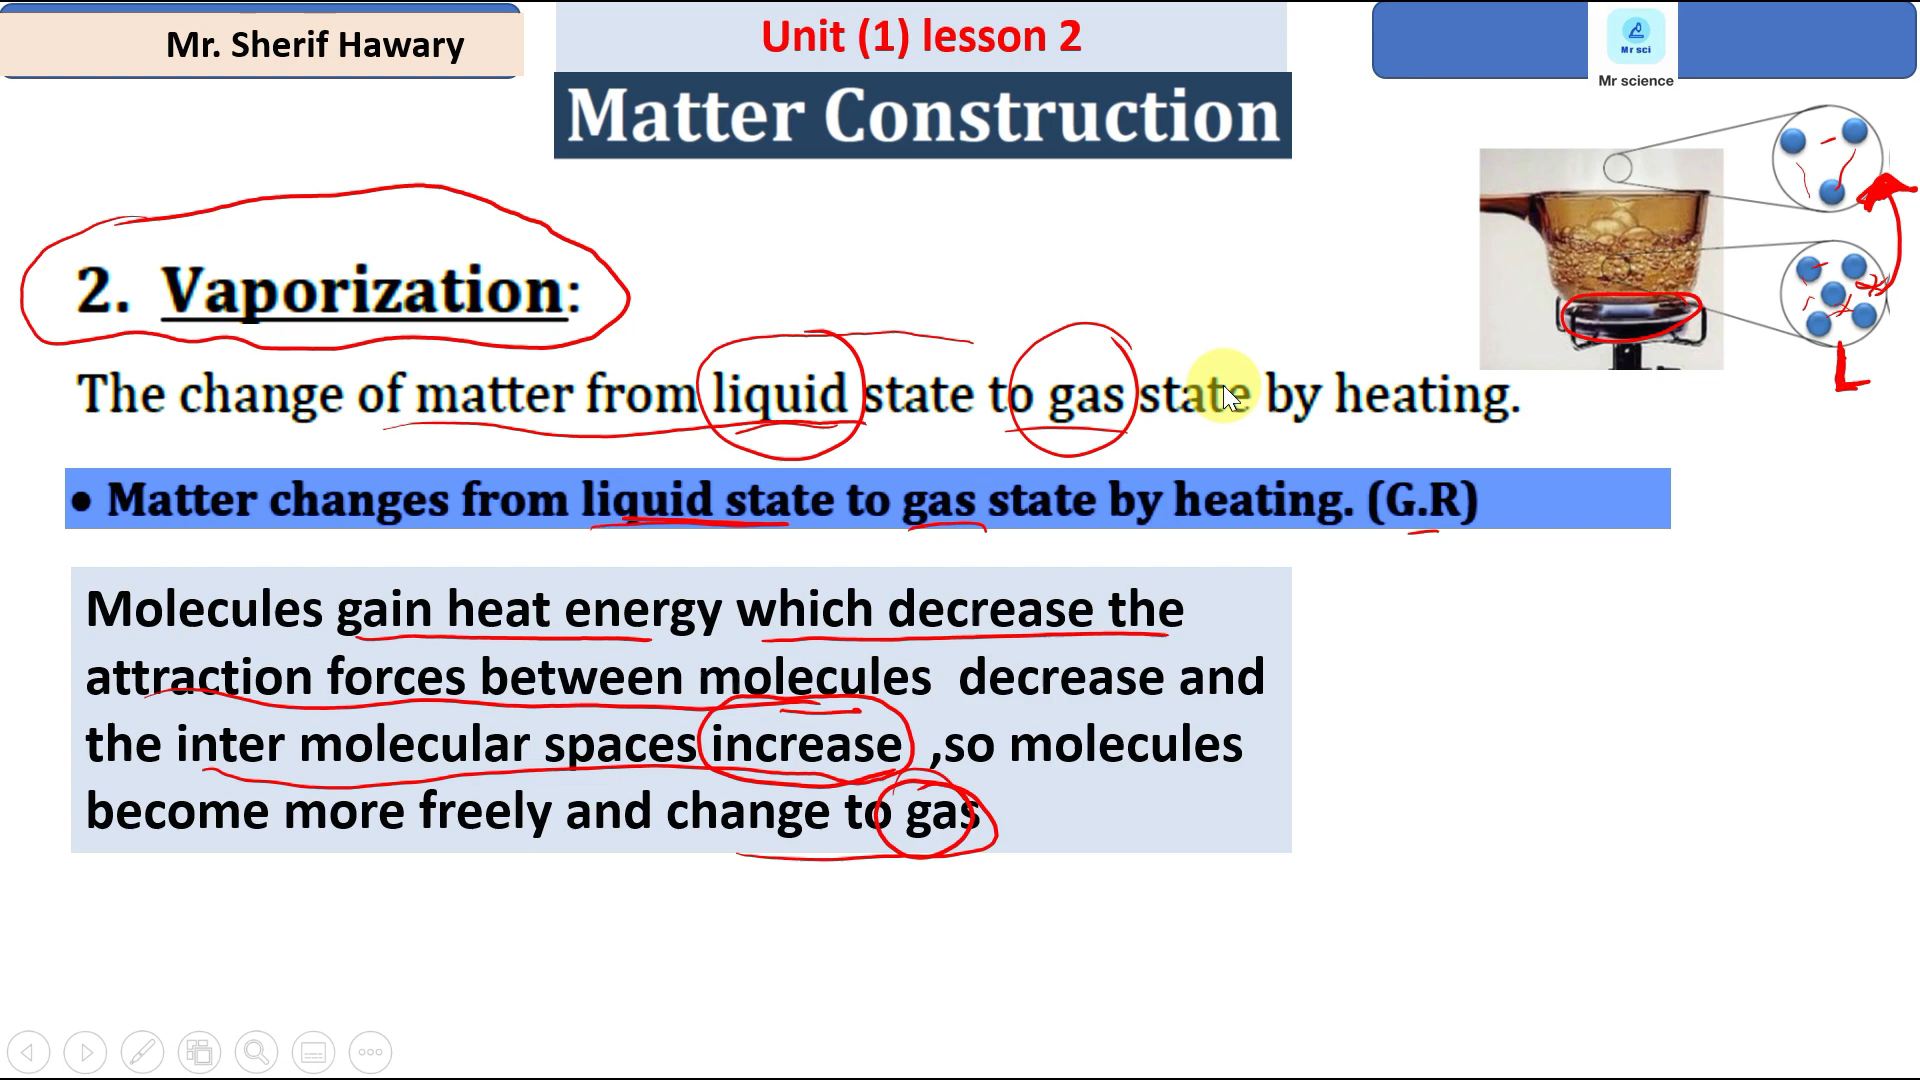 Mr. Sherif Hawary
Unit (1) lesson 2
Mr sci
Mr science
Matter Construction
2. Vaporization:
The change of matter from liquid state to gas state by heating.
L
• Matter changes from liquid state to gas state by heating. (G.R)
Molecules gain heat energy which decrease the
attraction forces between molecules decrease and
the inter molecular spaces increase ,so molecules
become more freely and change to gas